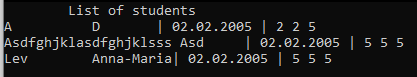 List of students
A D | 02.02.2005 | 2 2 5
Asdfghjklasdfghjklsss Asd | 02.02.2005 | 5 5 5
Lev Anna-Maria| 02.02.2005 | 5 5 5